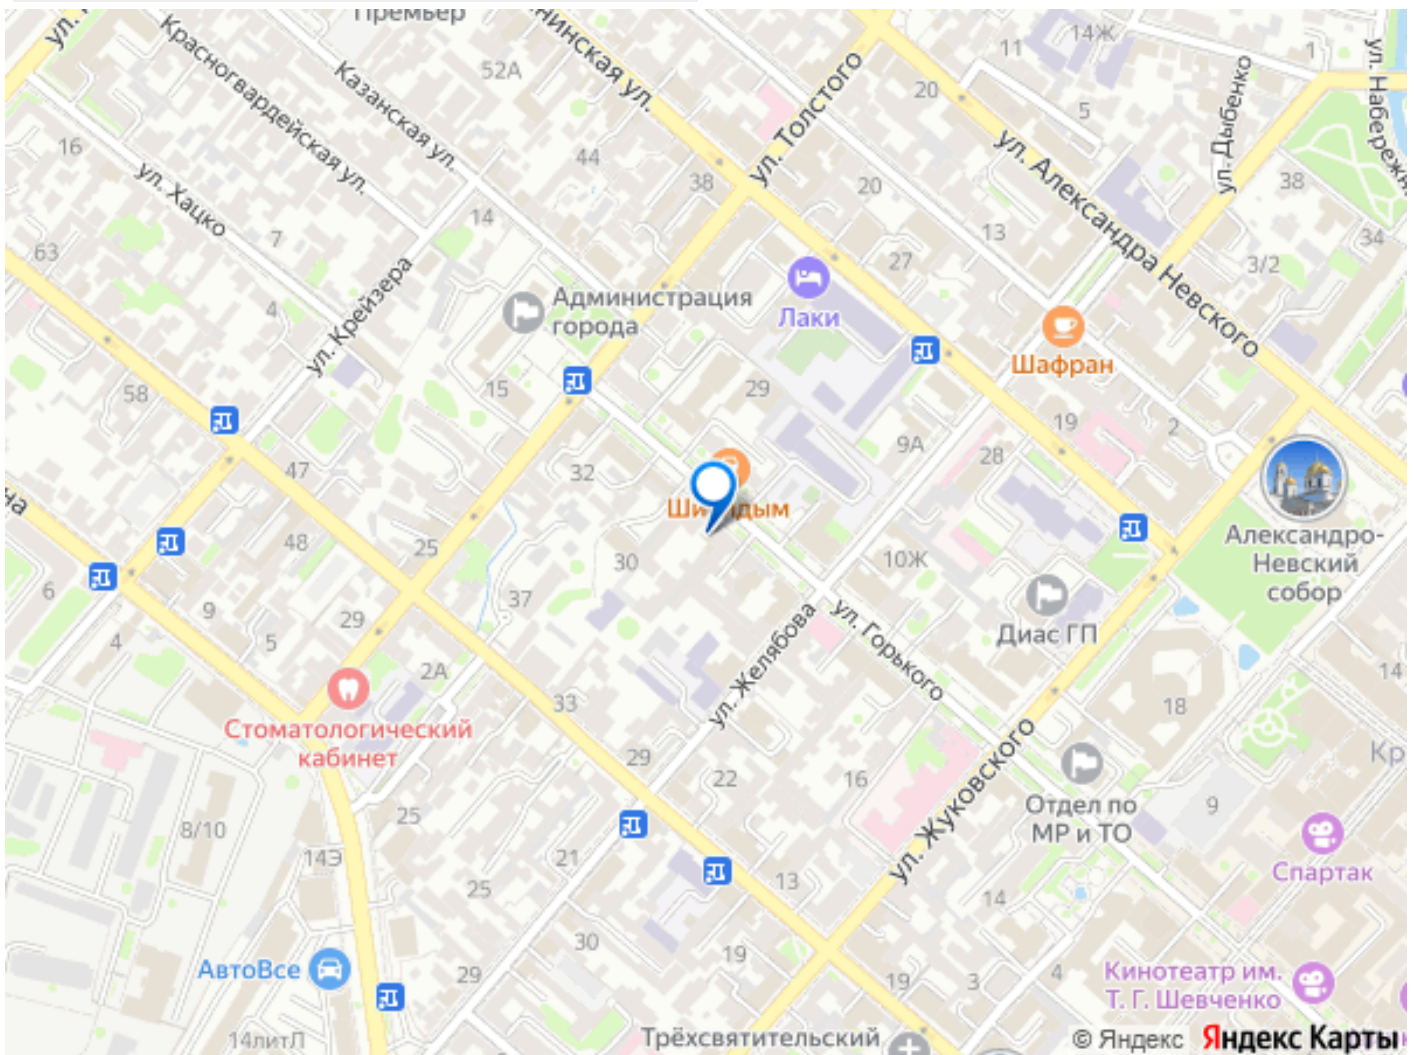 Премьер
нинская ул.
ул. Толстого
Красногвардейская ул.
Казанская ул.
52А
11
14Ж
1
ул. Дыбенко
ул. Набережн
5
20
16
ул. Хацко
44
38
20
ул. Александра Невского
38
14
7
13
34
63
27
3/2
ул. Крейзера
4
Администрация
города
Лаки
Шафран
58
15
29
19
2
9А
28
47
32
на
Ши
дым
Александро-
Невский
собор
48
25
30
10Ж
6
9
37
29
4
5
ул. Желябова
ул. Горького
Диас ГП
2А
14
18
33
Стоматологический
кабинет
29
22
16
ул. Жуковского
Кр
Отдел по
МР и ТО
9
8/10
25
14Э
21
Спартак
25
13
14
30
19
АвтоВсе
29
19
3
4
Кинотеатр им.
Т. Г. Шевченко
14литЛ
Трёхсвятительский
© Яндекс
Яндекс Карты